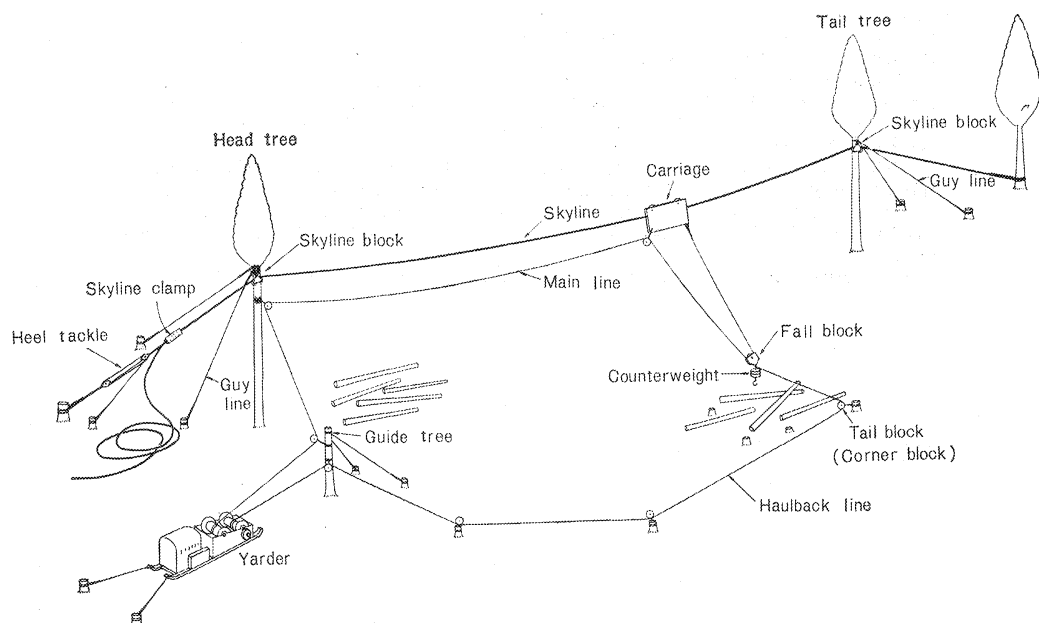 Tail tree
Skyline block
Head tree
Carriage
Guy line
Skyline
Skyline block
Main line
Skyline clamp
Heel tackle
Fall block
Counterweight
Guy
line
Guide tree
Tail block
(Corner block)
Haulback line
Yarder